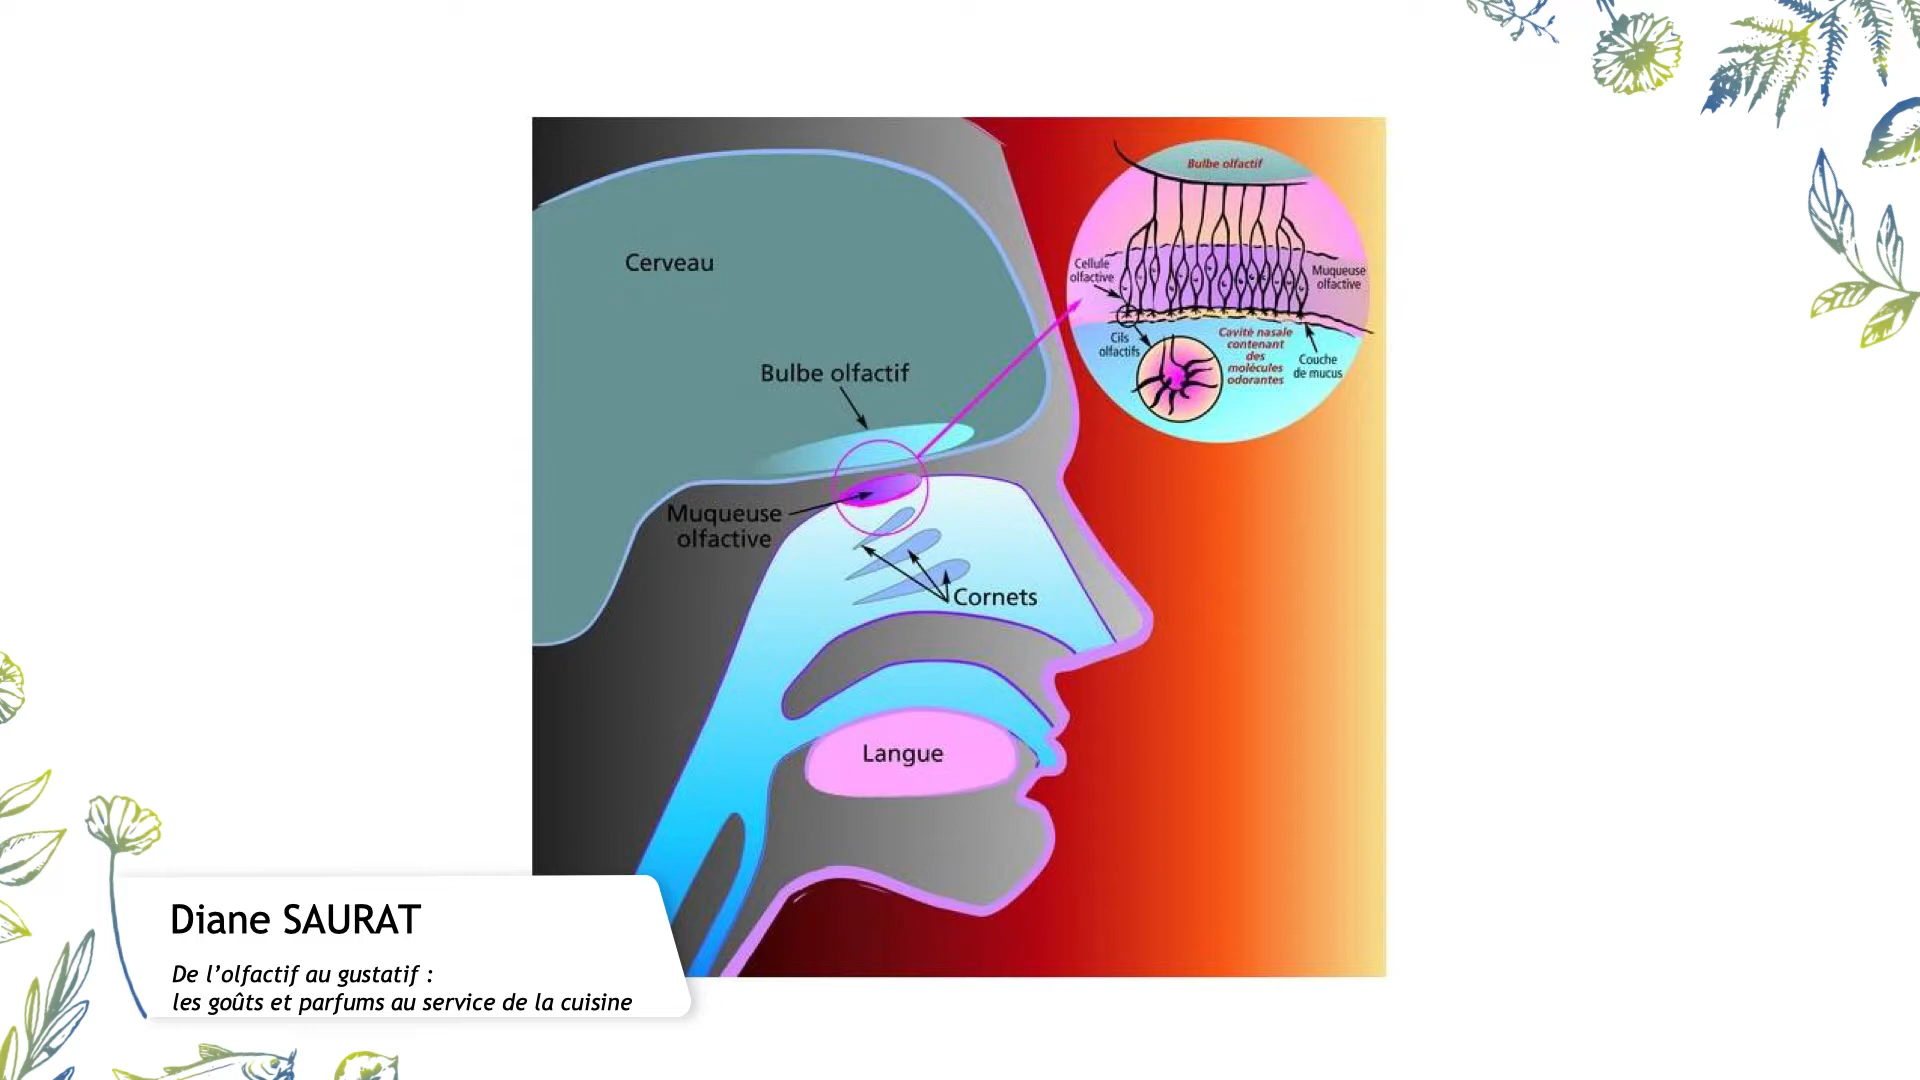 Cerveau
Bulbe olfactif
Muqueuse
olfactive
Cornets
Langue
Bulbe olfactif
Cellule
olfactive
Muqueuse
olfactive
Cils
olfactifs
Cavité nasale
contenant
des
molécules
odorantes
Couche
de mucus
Diane SAURAT
De l’olfactif au gustatif :
les goûts et parfums au service de la cuisine